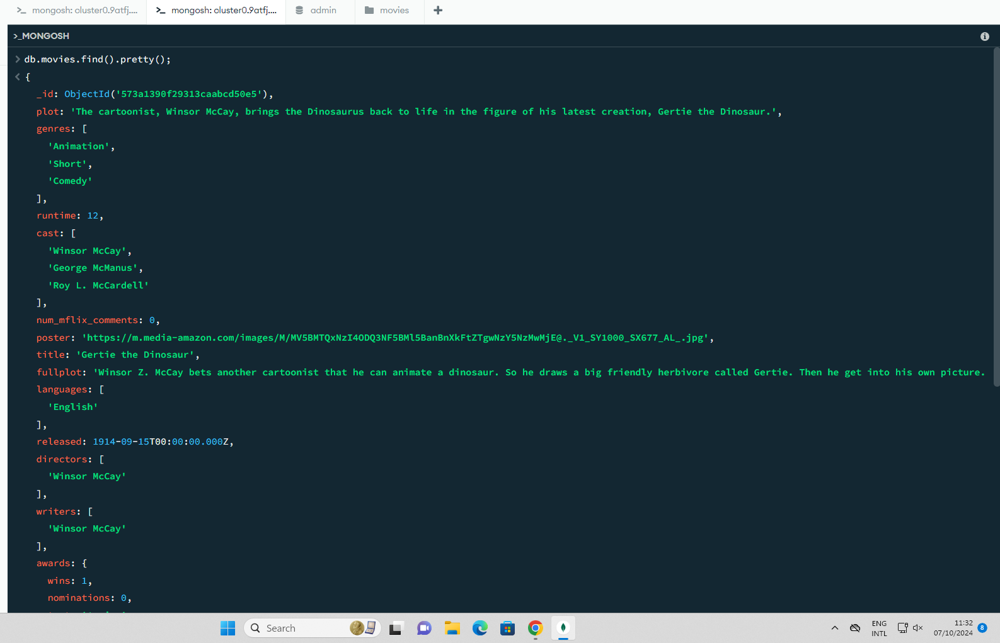 mongosh: cluster0.9atfj.... mongosh: cluster0.9atfj.... admin movies
>_MONGOSH
db.movies.find().pretty();
{
_id: ObjectId('573a1390f29313caabcd50e5'),
plot: 'The cartoonist, Winsor McCay, brings the Dinosaurus back to life in the figure of his latest creation, Gertie the Dinosaur.',
genres: [
'Animation',
'Short',
'Comedy'
],
runtime: 12,
cast: [
'Winsor McCay',
'George McManus',
'Roy L. McCardell'
],
num_mflix_comments: 0,
poster: 'https://m.media-amazon.com/images/M/MV5BMTQxNzI4ODQ3NF5BMl5BanBnXkFtZTgwNzY5NzMwMjE@._V1_SY1000_SX677_AL_.jpg',
title: 'Gertie the Dinosaur',
fullplot: 'Winsor Z. McCay bets another cartoonist that he can animate a dinosaur. So he draws a big friendly herbivore called Gertie. Then he get into his own picture.
languages: [
'English'
],
released: 1914-09-15T00:00:00.000Z,
directors: [
'Winsor McCay'
],
writers: [
'Winsor McCay'
],
awards: {
wins: 1,
nominations: 0,
Search
ENG
INTL
11:32
07/10/2024
8